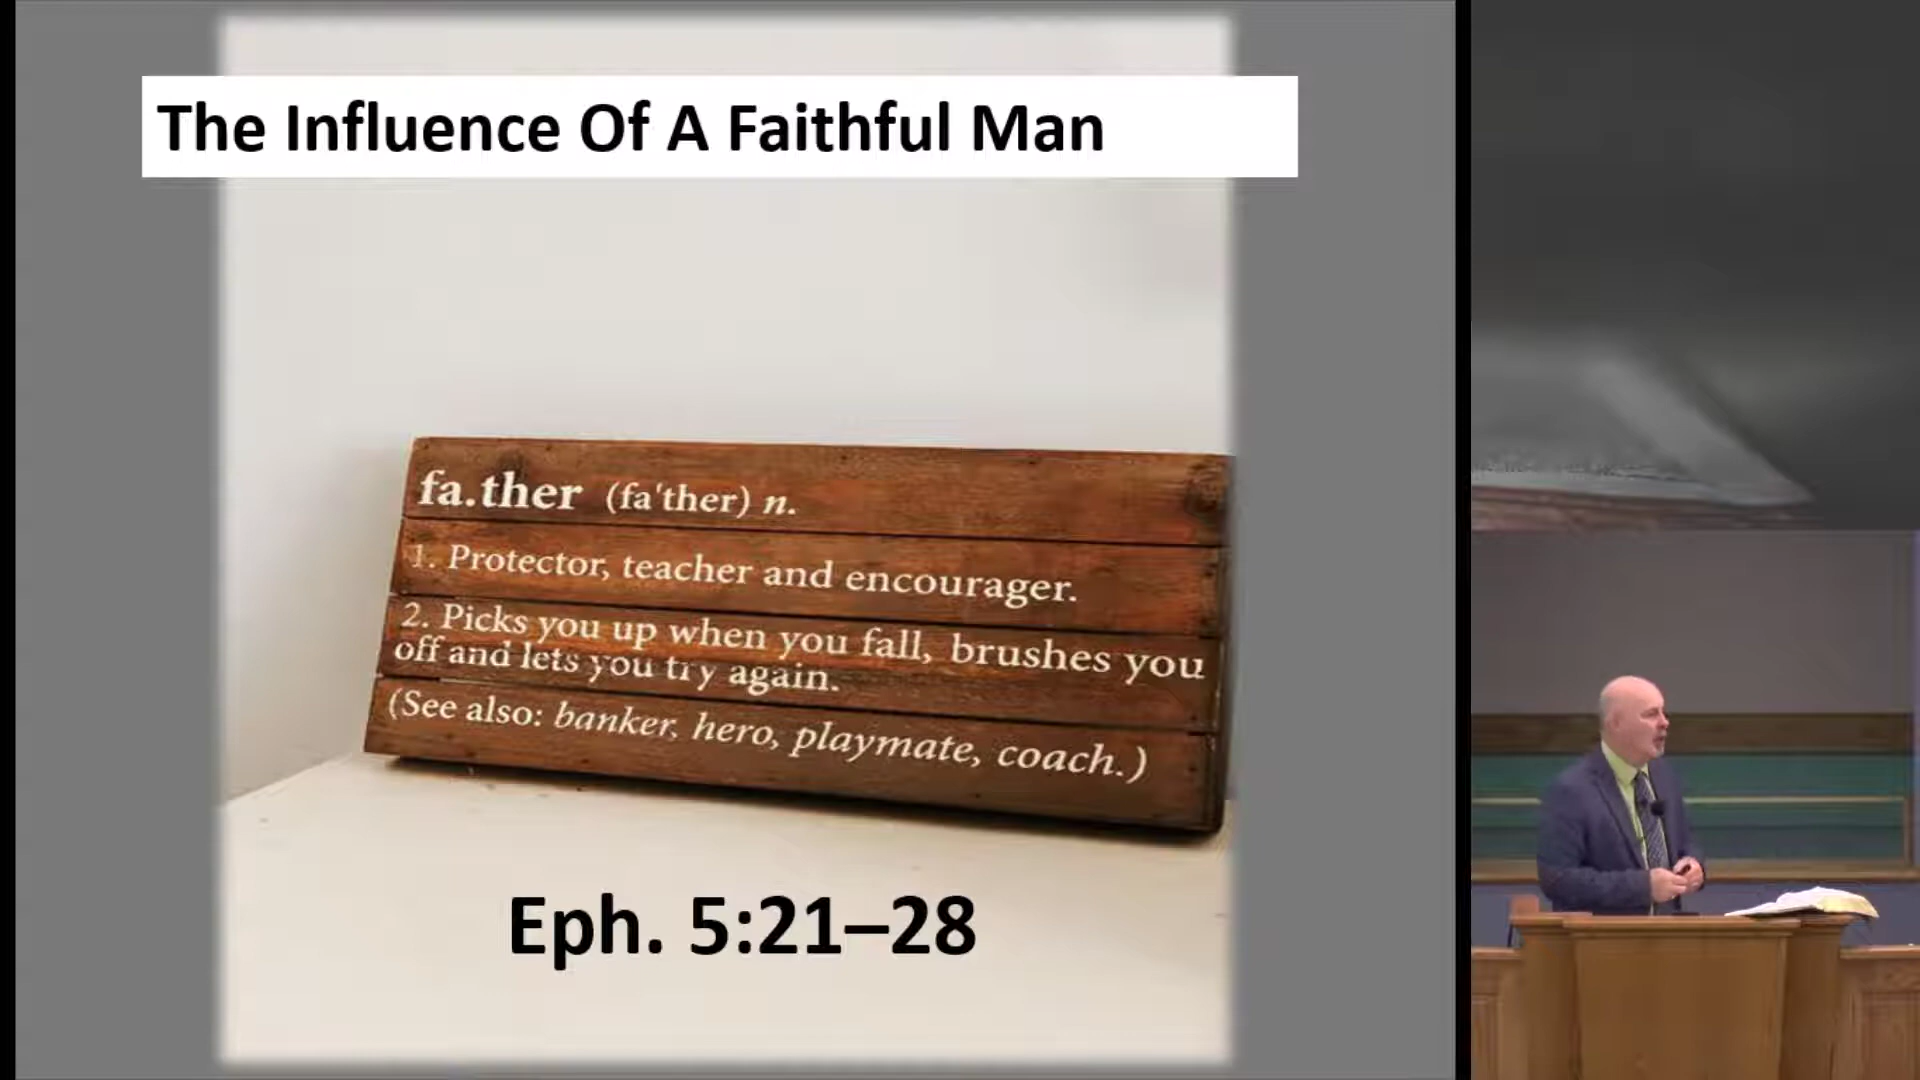 The Influence Of A Faithful Man
fa.ther (fa'ther) n.
1. Protector, teacher and encourager.
2. Picks you up when you fall, brushes you
off and lets you try again.
(See also: banker, hero, playmate, coach.)
Eph. 5:21–28